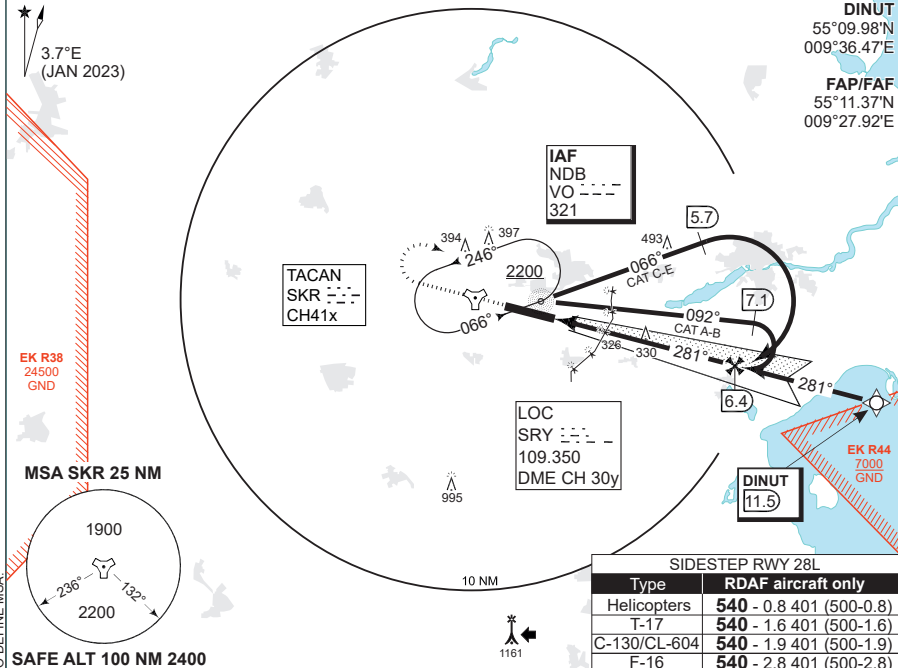 DINUT
55°09.98'N
009°36.47'E
FAP/FAF
55°11.37'N
009°27.92'E
3.7°E
(JAN 2023)
IAF
NDB
VO
321
5.7
394
397
493
246°
2200
066°
CAT C-E
TACAN
SKR
CH41x
7.1
092°
CAT A-B
066°
326
330
281°
281°
6.4
EK R38
24500
GND
LOC
SRY
109.350
DME CH 30y
EK R44
7000
GND
DINUT
11.5
MSA SKR 25 NM
995
1900
236°
132°
2200
10 NM
1161
SAFE ALT 100 NM 2400
SIDESTEP RWY 28L
Type RDAF aircraft only
Helicopters 540 - 0.8 401 (500-0.8)
T-17 540 - 1.6 401 (500-1.6)
C-130/CL-604 540 - 1.9 401 (500-1.9)
F-16 540 - 2.8 401 (500-2.8)
DEFINE MSA.